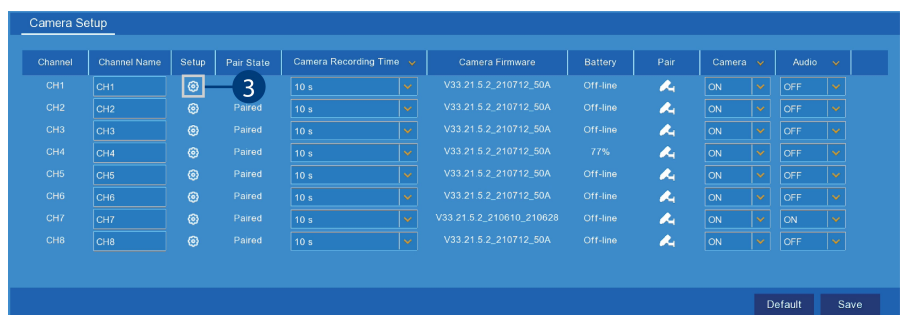 Camera Setup
Channel Channel Name Setup Pair State Camera Recording Time Camera Firmware Battery Pair Camera Audio
CH1 CH1 3 10 s V33.21.5.2_210712_50A Off-line ON OFF
CH2 CH2 Paired 10 s V33.21.5.2_210712_50A Off-line ON OFF
CH3 CH3 Paired 10 s V33.21.5.2_210712_50A Off-line ON OFF
CH4 CH4 Paired 10 s V33.21.5.2_210712_50A 77% ON OFF
CH5 CH5 Paired 10 s V33.21.5.2_210712_50A Off-line ON OFF
CH6 CH6 Paired 10 s V33.21.5.2_210712_50A Off-line ON OFF
CH7 CH7 Paired 10 s V33.21.5.2_210610_210628 Off-line ON ON
CH8 CH8 Paired 10 s V33.21.5.2_210712_50A Off-line ON OFF
Default Save